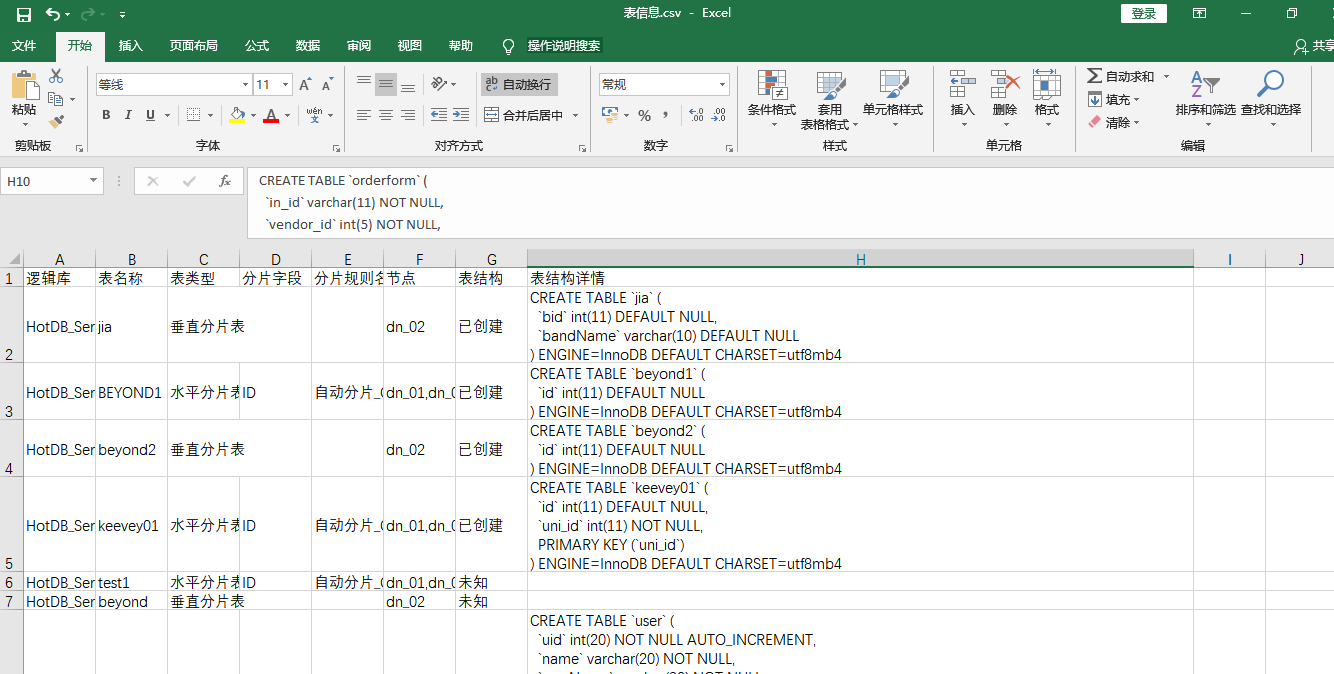 表信息.csv - Excel
登录
文件 开始 插入 页面布局 公式 数据 审阅 视图 帮助 操作说明搜索 共享
粘贴
剪贴板
等线 11
B I U A wén 文
字体
ab 自动换行
合并后居中
对齐方式
常规
%
数字
条件格式 套用 表格格式 单元格样式
样式
插入 删除 格式
单元格
自动求和
填充
清除
排序和筛选 查找和选择
编辑
H10 fx CREATE TABLE `orderform` (
`in_id` varchar(11) NOT NULL,
`vendor_id` int(5) NOT NULL,
A B C D E F G H I J
1 逻辑库 表名称 表类型 分片字段 分片规则名 节点 表结构 表结构详情
CREATE TABLE `jia` (
`bid` int(11) DEFAULT NULL,
HotDB_Ser jia 垂直分片表 dn_02 已创建
`bandName` varchar(10) DEFAULT NULL
2 ) ENGINE=InnoDB DEFAULT CHARSET=utf8mb4
CREATE TABLE `beyond1` (
HotDB_Ser BEYOND1 水平分片表 ID 自动分片_ dn_01,dn_0 已创建 `id` int(11) DEFAULT NULL
3 ) ENGINE=InnoDB DEFAULT CHARSET=utf8mb4
CREATE TABLE `beyond2` (
HotDB_Ser beyond2 垂直分片表 dn_02 已创建 `id` int(11) DEFAULT NULL
4 ) ENGINE=InnoDB DEFAULT CHARSET=utf8mb4
CREATE TABLE `keevey01` (
`id` int(11) DEFAULT NULL,
HotDB_Ser keevey01 水平分片表 ID 自动分片_ dn_01,dn_0 已创建 `uni_id` int(11) NOT NULL,
PRIMARY KEY (`uni_id`)
5 ) ENGINE=InnoDB DEFAULT CHARSET=utf8mb4
6 HotDB_Ser test1 水平分片表 ID 自动分片_ dn_01,dn_0 未知
7 HotDB_Ser beyond 垂直分片表 dn_02 未知
CREATE TABLE `user` (
`uid` int(20) NOT NULL AUTO_INCREMENT,
`name` varchar(20) NOT NULL,